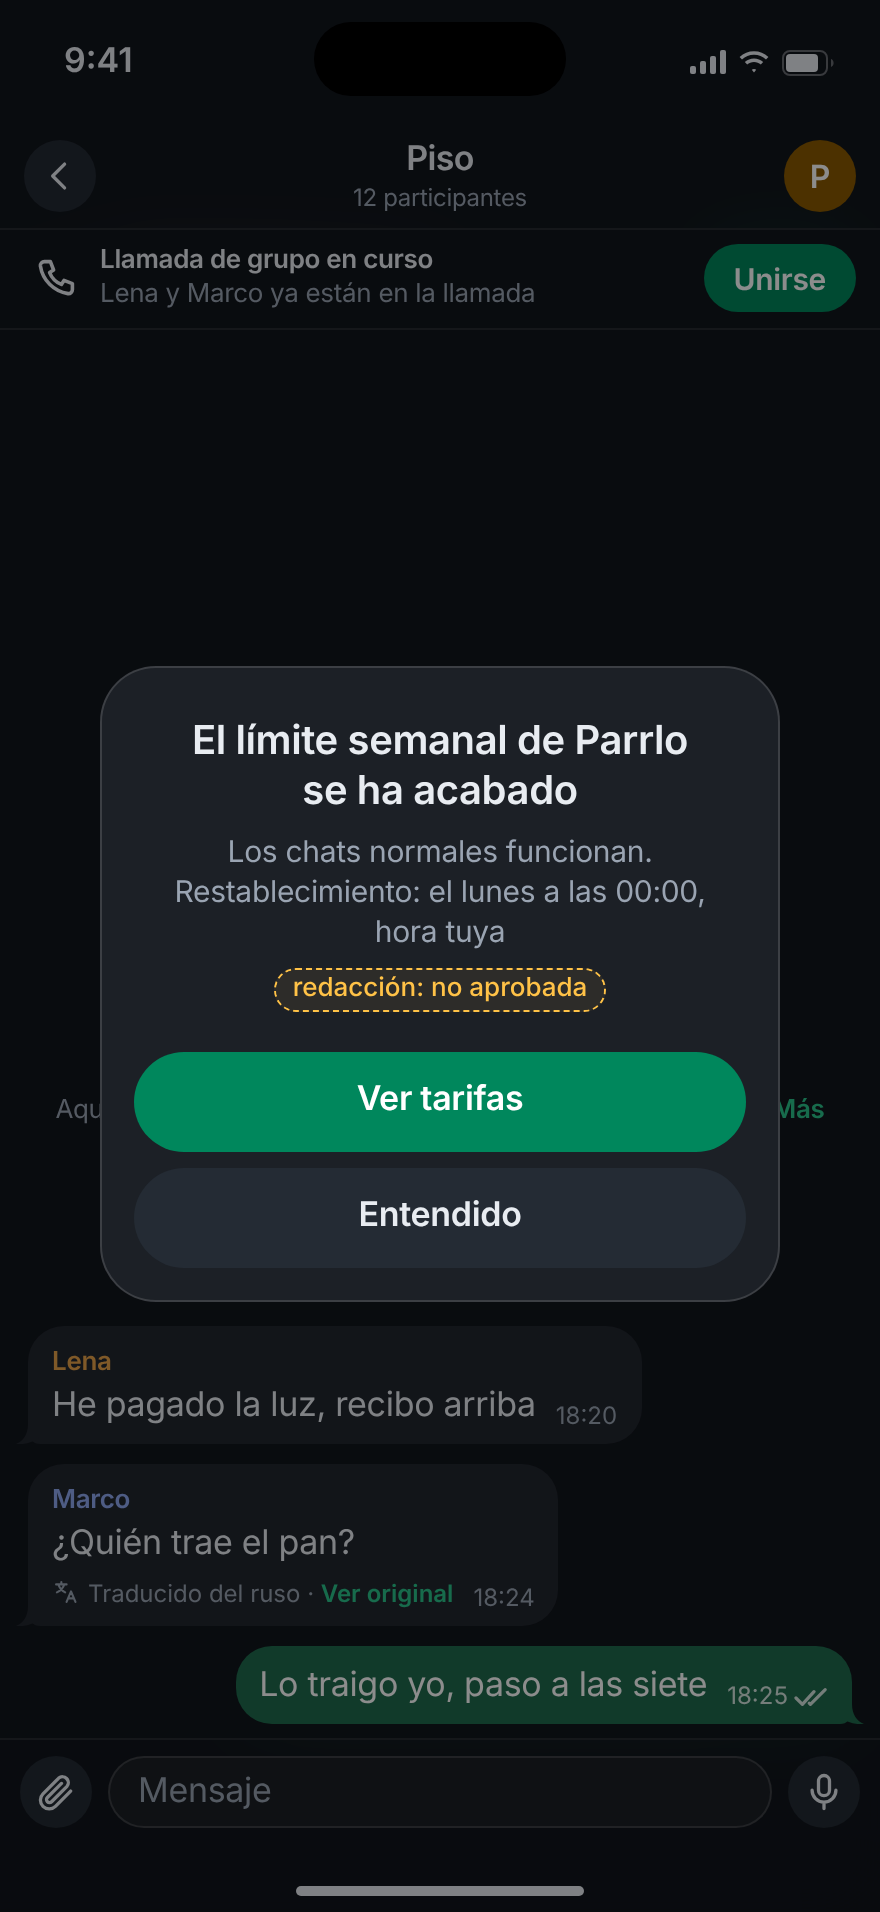 9:41
Piso
12 participantes
P
Llamada de grupo en curso
Lena y Marco ya están en la llamada
Unirse
El límite semanal de Parrlo
se ha acabado
Los chats normales funcionan.
Restablecimiento: el lunes a las 00:00,
hora tuya
redacción: no aprobada
Ver tarifas
Aqu
Más
Entendido
Lena
He pagado la luz, recibo arriba 18:20
Marco
¿Quién trae el pan?
Traducido del ruso · Ver original 18:24
Lo traigo yo, paso a las siete 18:25
Mensaje